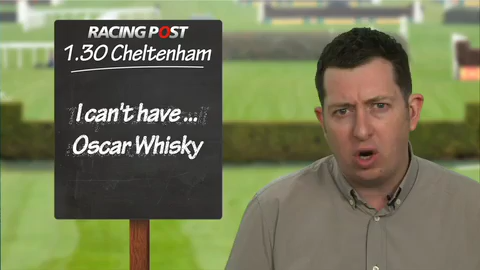 RACING POST
1.30 Cheltenham
I can't have ...
Oscar Whisky